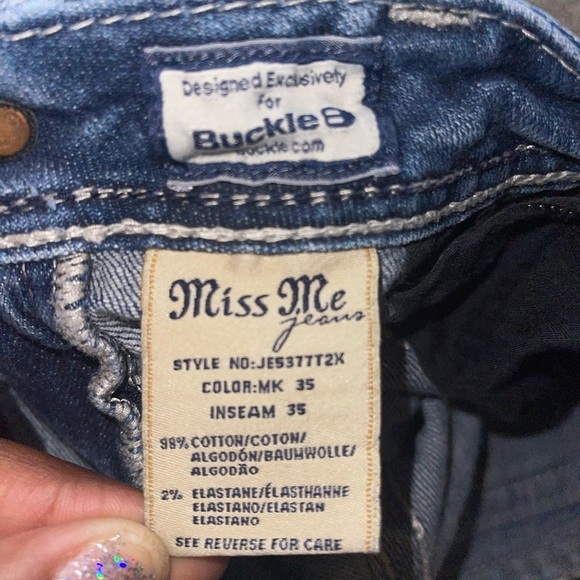 Designed Exclusively
for
Buckle B
buckle.com
Miss Me
jeans
STYLE NO:JE5377T2X
COLOR:MK 35
INSEAM 35
98% COTTON/COTON/
ALGODÓN/BAUMWOLLE/
ALGODÃO
2% ELASTANE/ÉLASTHANNE
ELASTANO/ELASTAN
ELASTANO
SEE REVERSE FOR CARE